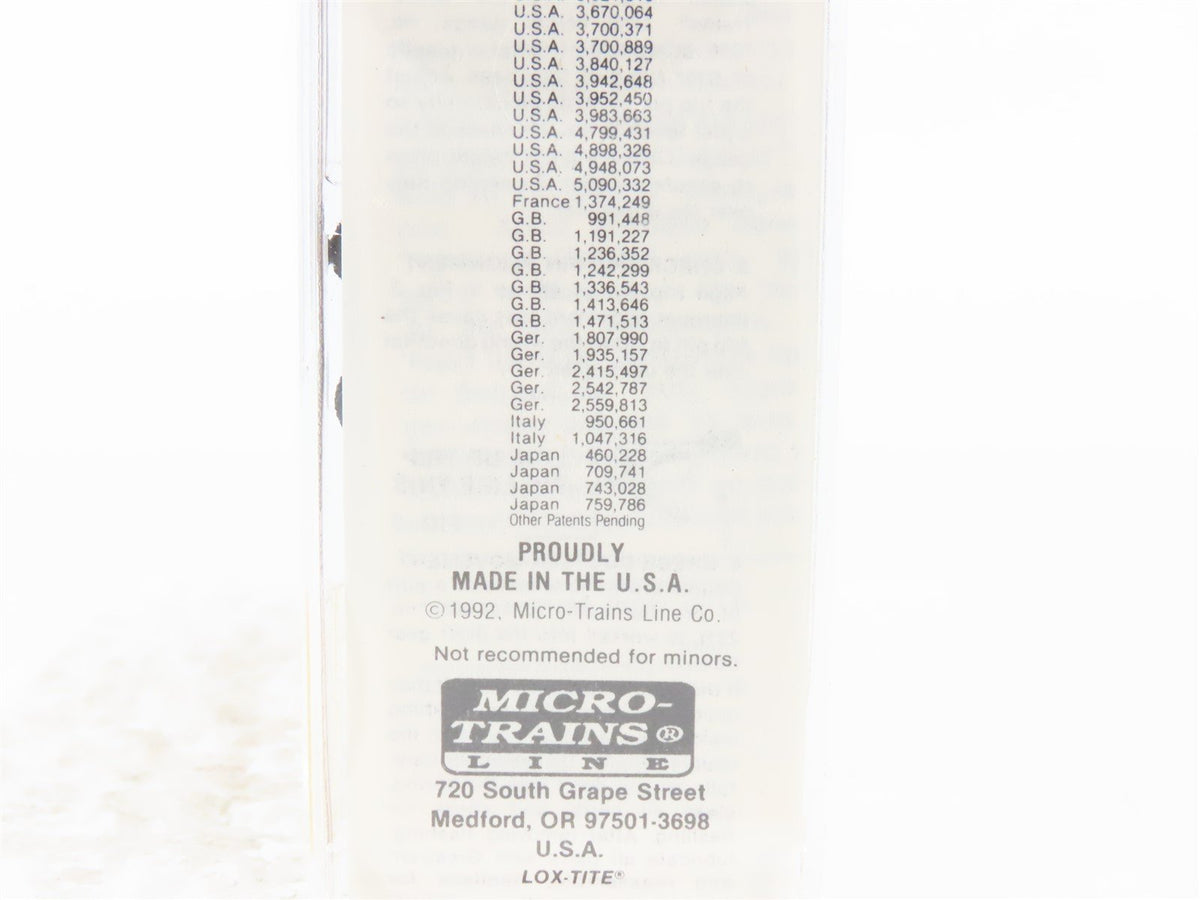 U.S.A. 3,670,064
U.S.A. 3,700,371
U.S.A. 3,700,889
U.S.A. 3,840,127
U.S.A. 3,942,648
U.S.A. 3,952,450
U.S.A. 3,983,663
U.S.A. 4,799,431
U.S.A. 4,898,326
U.S.A. 4,948,073
U.S.A. 5,090,332
France 1,374,249
G.B. 991,448
G.B. 1,191,227
G.B. 1,236,352
G.B. 1,242,299
G.B. 1,336,543
G.B. 1,413,646
G.B. 1,471,513
Ger. 1,807,990
Ger. 1,935,157
Ger. 2,415,497
Ger. 2,542,787
Ger. 2,559,813
Italy 950,661
Italy 1,047,316
Japan 460,228
Japan 709,741
Japan 743,028
Japan 759,786
Other Patents Pending
PROUDLY
MADE IN THE U.S.A.
©1992, Micro-Trains Line Co.
Not recommended for minors.
MICRO-
TRAINS®
LINE
720 South Grape Street
Medford, OR 97501-3698
U.S.A.
LOX-TITE®